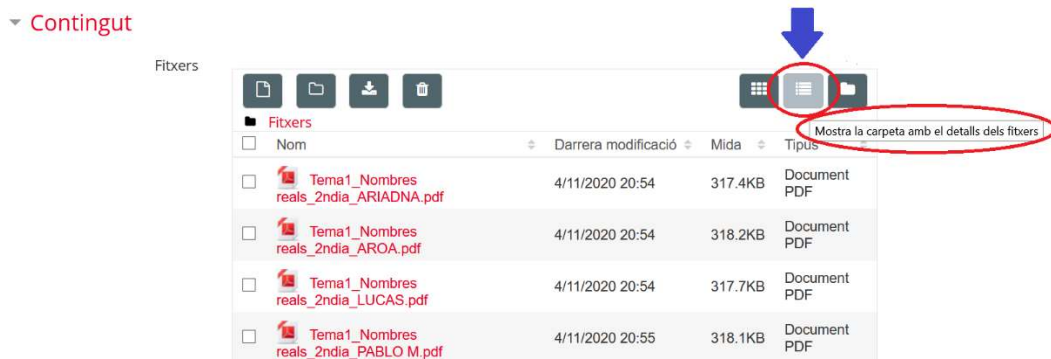 Contingut
Fitxers
Fitxers
Mostra la carpeta amb el detalls dels fitxers
Nom Darrera modificació Mida Tipus
Tema1_Nombres
reals_2ndia_ARIADNA.pdf
4/11/2020 20:54 317.4KB Document
PDF
Tema1_Nombres
reals_2ndia_AROA.pdf
4/11/2020 20:54 318.2KB Document
PDF
Tema1_Nombres
reals_2ndia_LUCAS.pdf
4/11/2020 20:54 317.7KB Document
PDF
Tema1_Nombres
reals_2ndia_PABLO M.pdf
4/11/2020 20:55 318.1KB Document
PDF